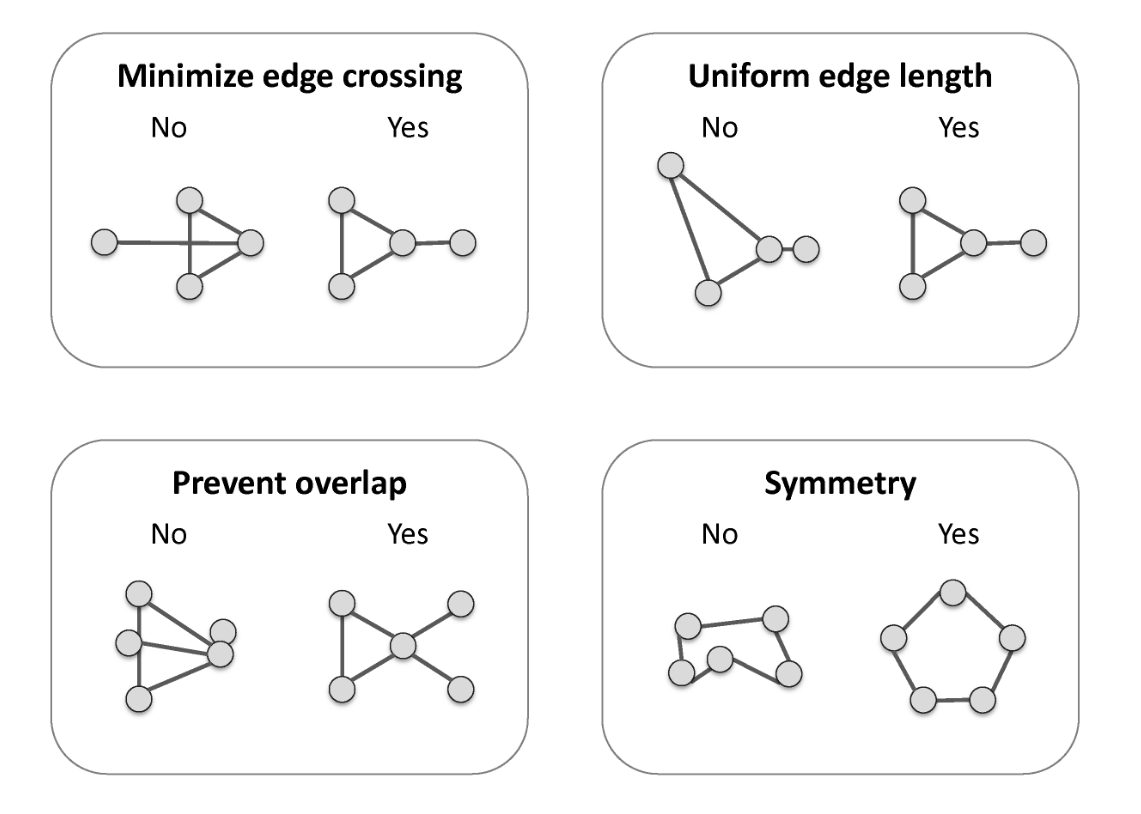 Minimize edge crossing
No Yes
Uniform edge length
No Yes
Prevent overlap
No Yes
Symmetry
No Yes